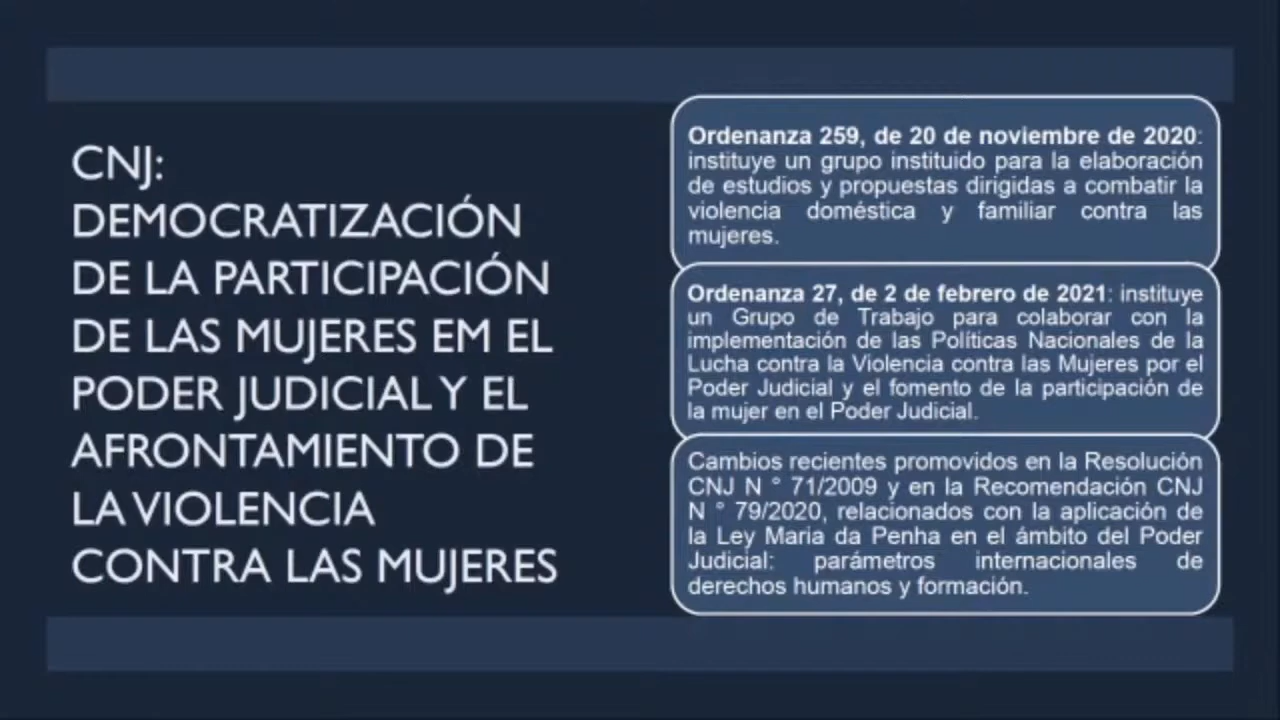 CNJ:
DEMOCRATIZACIÓN
DE LA PARTICIPACIÓN
DE LAS MUJERES EM EL
PODER JUDICIAL Y EL
AFRONTAMIENTO DE
LA VIOLENCIA
CONTRA LAS MUJERES
Ordenanza 259, de 20 de noviembre de 2020:
instituye un grupo instituido para la elaboración
de estudios y propuestas dirigidas a combatir la
violencia doméstica y familiar contra las
mujeres.
Ordenanza 27, de 2 de febrero de 2021: instituye
un Grupo de Trabajo para colaborar con la
implementación de las Políticas Nacionales de la
Lucha contra la Violencia contra las Mujeres por el
Poder Judicial y el fomento de la participación de
la mujer en el Poder Judicial.
Cambios recientes promovidos en la Resolución
CNJ N ° 71/2009 y en la Recomendación CNJ
N ° 79/2020, relacionados con la aplicación de
la Ley Maria da Penha en el ámbito del Poder
Judicial: parámetros internacionales de
derechos humanos y formación.